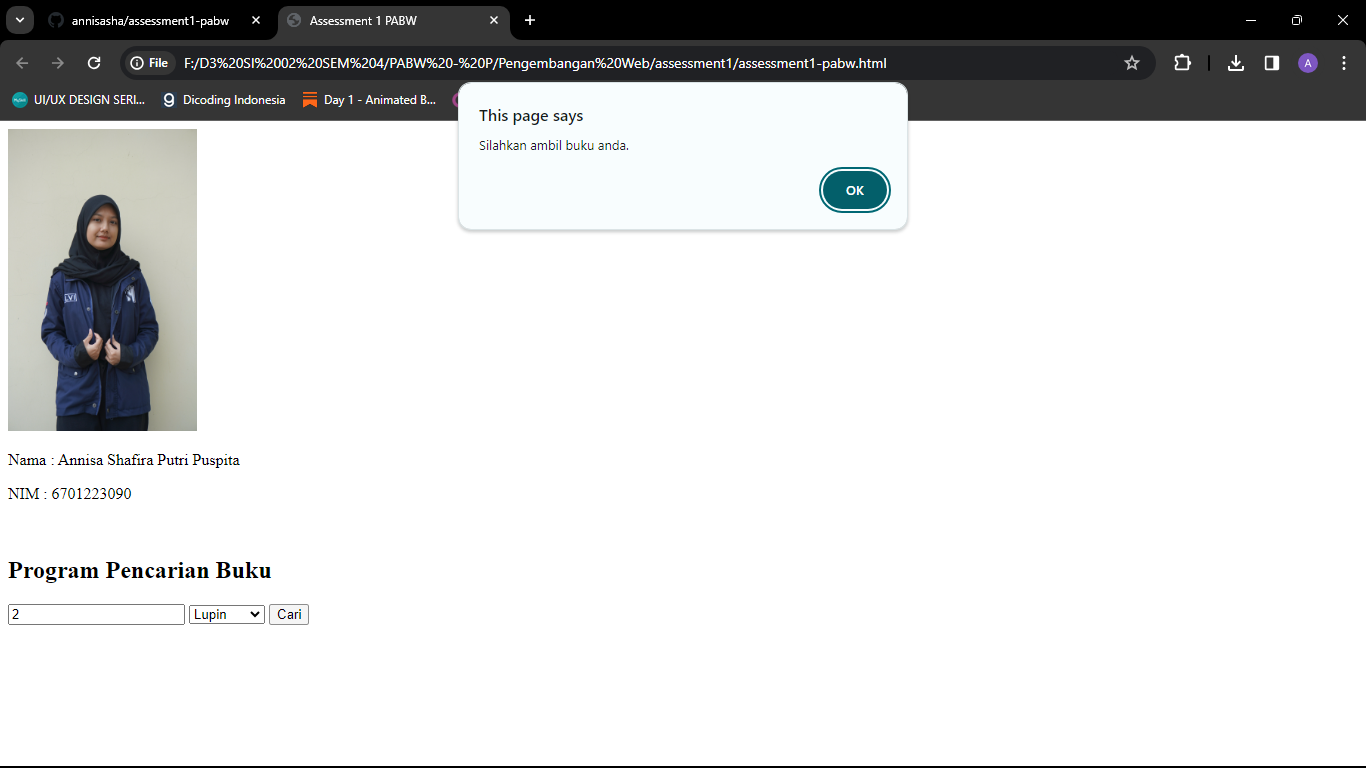 annisasha/assessment1-pabw
Assessment 1 PABW
File
F:/D3%20SI%2002%20SEM%204/PABW%20-%20P/Pengembangan%20Web/assessment1/assessment1-pabw.html
A
UI/UX DESIGN SERI...
Dicoding Indonesia
Day 1 - Animated B...
This page says
Silahkan ambil buku anda.
OK
Nama : Annisa Shafira Putri Puspita
NIM : 6701223090
Program Pencarian Buku
2 Lupin Cari